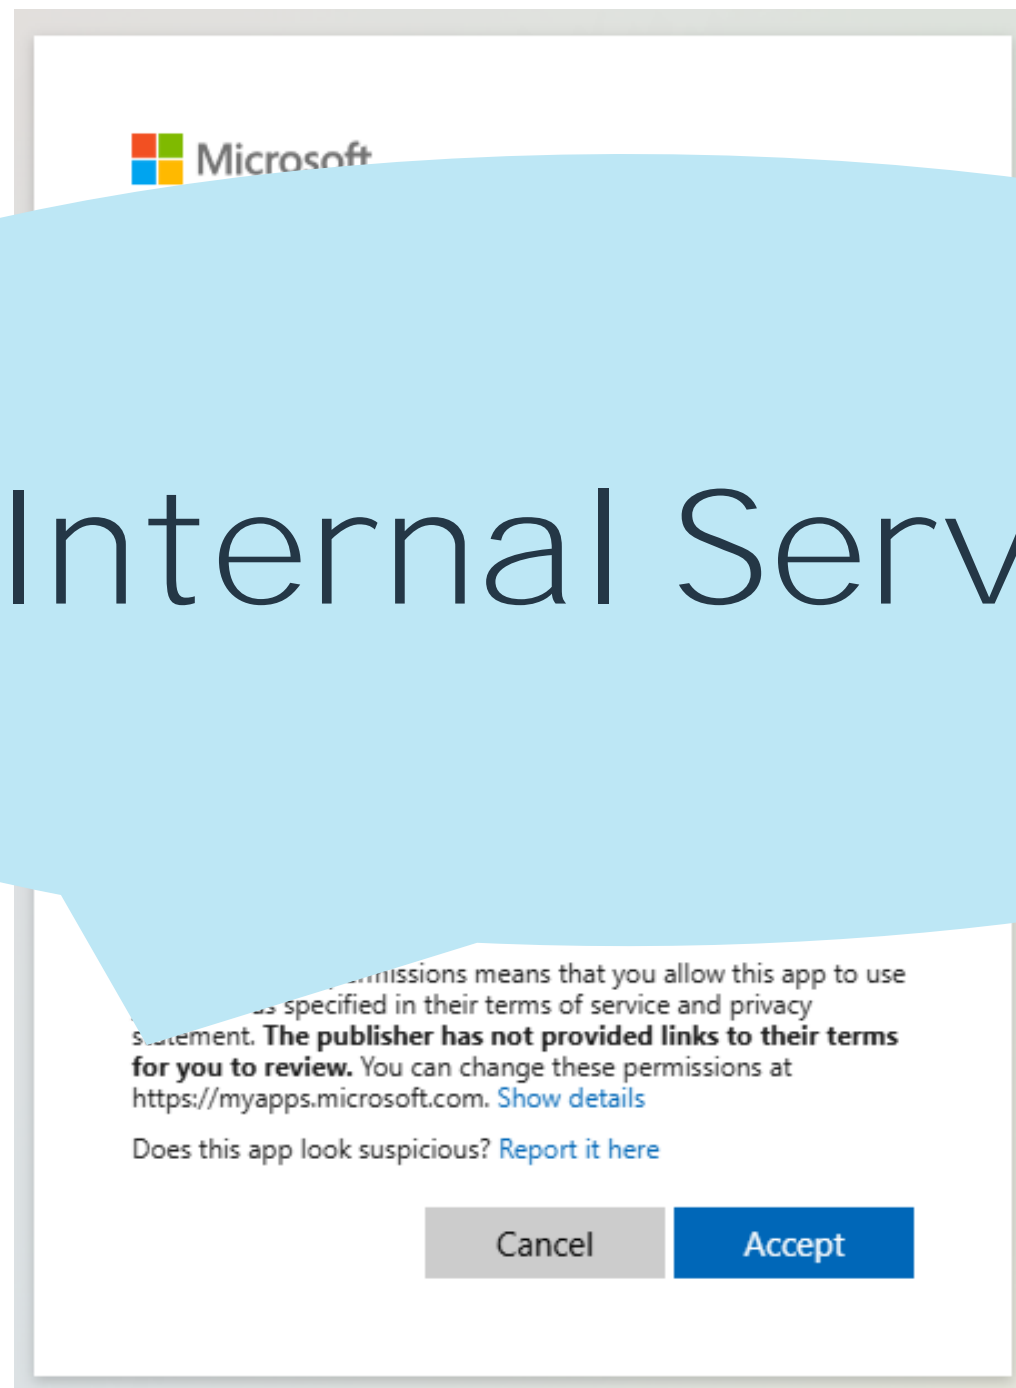 Microsoft
Internal Serv
means that you allow this app to use
specified in their terms of service and privacy
statement. The publisher has not provided links to their terms
for you to review. You can change these permissions at
https://myapps.microsoft.com. Show details
Does this app look suspicious? Report it here
Cancel
Accept